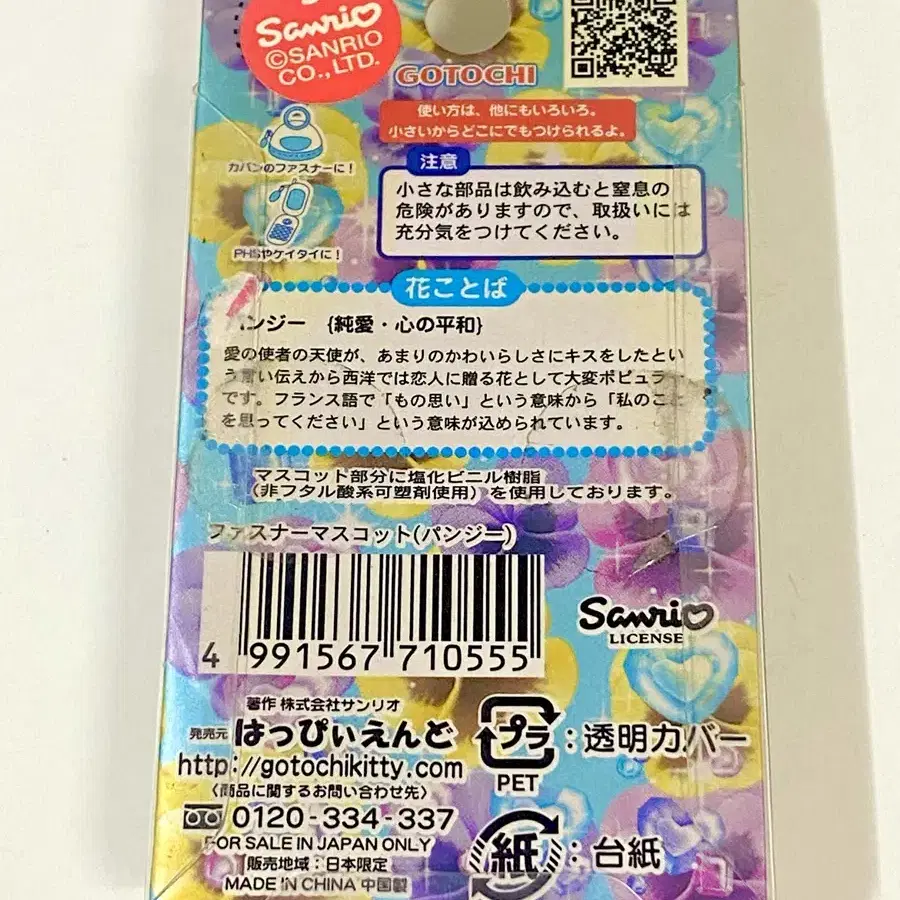 Sanrio
©SANRIO
CO.,LTD.
GOTOCHI
使い方は、他にもいろいろ。
小さいからどこにでもつけられるよ。
カバンのファスナーに!
PHSやケイタイに!
注意
小さな部品は飲み込むと窒息の
危険がありますので、取扱いには
充分気をつけてください。
花ことば
ンジー {純愛・心の平和}
愛の使者の天使が、あまりのかわいらしさにキスをしたとい
う言い伝えから西洋では恋人に贈る花として大変ポピュラー
です。フランス語で「もの思い」という意味から「私のこと
を思ってください」という意味が込められています。
マスコット部分に塩化ビニル樹脂
(非フタル酸系可塑剤使用)を使用しております。
ファスナーマスコット(パンジー)
4 991567 710555
Sanrio
LICENSE
著作 株式会社サンリオ
発売元 はっぴぃえんど
http://gotochikitty.com
〈商品に関するお問い合わせ先〉
0120-334-337
FOR SALE IN JAPAN ONLY
販売地域:日本限定
MADE IN CHINA 中国製
プラ:透明カバー
PET
紙:台紙